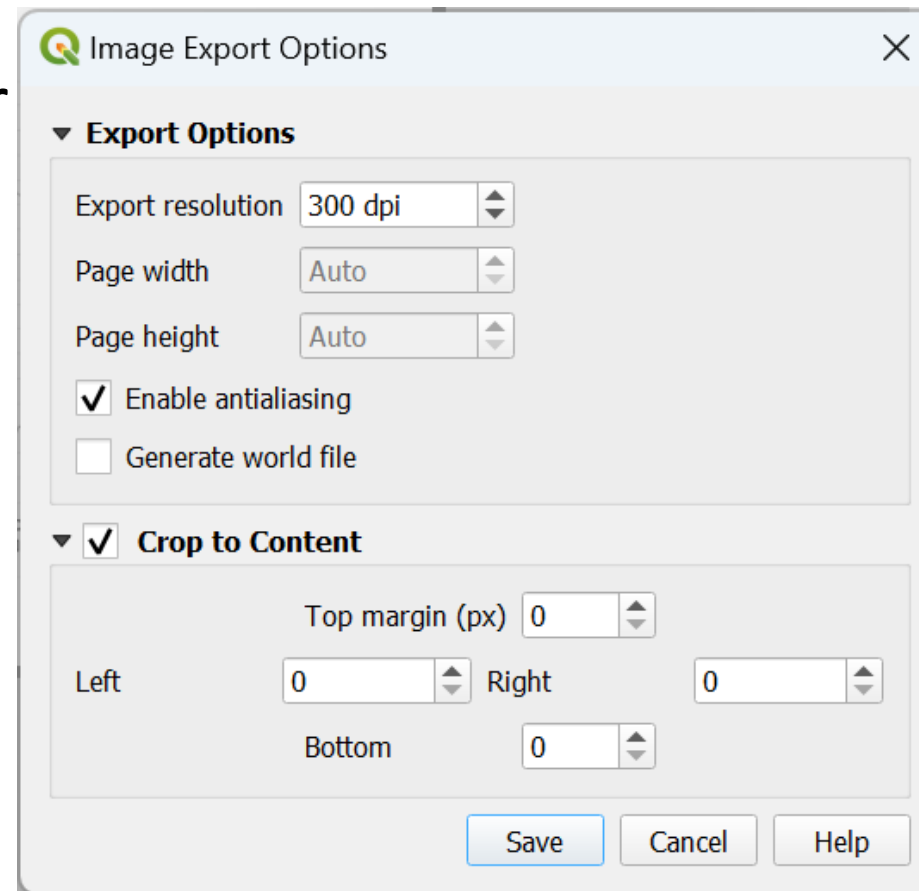 Image Export Options
Export Options
Export resolution 300 dpi
Page width Auto
Page height Auto
Enable antialiasing
Generate world file
Crop to Content
Top margin (px) 0
Left 0 Right 0
Bottom 0
Save Cancel Help